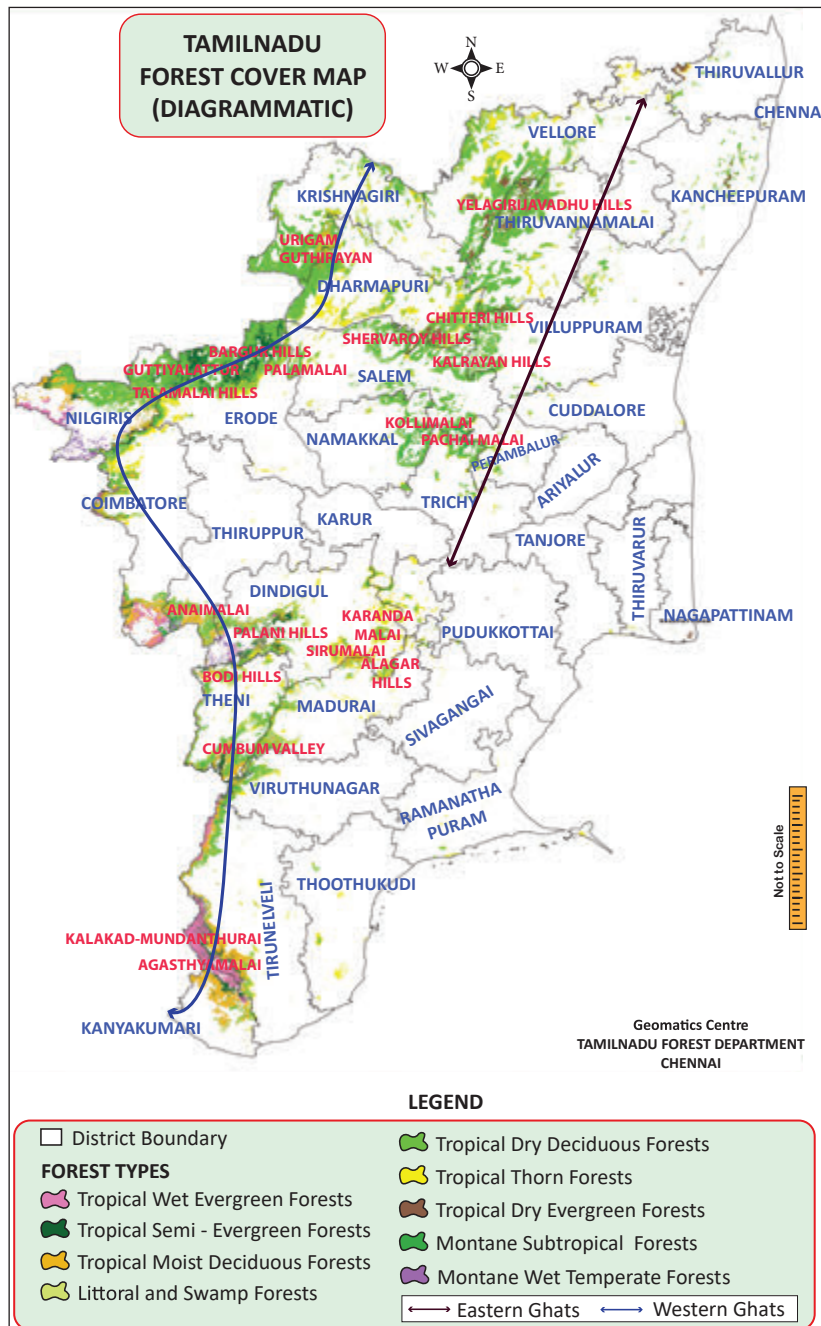 TAMILNADU
FOREST COVER MAP
(DIAGRAMMATIC)
N
W E
S
THIRUVALLUR
CHENNA
VELLORE
KRISHNAGIRI
KANCHEEPURAM
YELAGIRIJAVADHU HILLS
THIRUVANNAMALAI
URIGAM
GUTHIRAYAN
DHARMAPURI
CHITTERI HILLS
VILLUPPURAM
SHERVAROY HILLS
BARGUR HILLS
KALRAYAN HILLS
GUTTIYALATTUR
PALAMALAI
SALEM
TALAMALAI HILLS
NILGIRIS
ERODE
CUDDALORE
KOLLIMALAI
NAMAKKAL
PACHAI MALAI
PERAMBALUR
ARIYALUR
COIMBATORE
TRICHY
KARUR
THIRUPPUR
TANJORE
THIRUVARUR
DINDIGUL
ANAIMALAI
KARANDA
MALAI
NAGAPATTINAM
PALANI HILLS
PUDUKKOTTAI
SIRUMALAI
ALAGAR
HILLS
BODI HILLS
THENI
MADURAI
SIVAGANGAI
CUMBUM VALLEY
VIRUTHUNAGAR
RAMANATHA
PURAM
Not to Scale
THOOTHUKUDI
TIRUNELVELI
KALAKAD-MUNDANTHURAI
AGASTHYAMALAI
KANYAKUMARI
Geomatics Centre
TAMILNADU FOREST DEPARTMENT
CHENNAI
LEGEND
District Boundary
FOREST TYPES
Tropical Wet Evergreen Forests
Tropical Semi - Evergreen Forests
Tropical Moist Deciduous Forests
Littoral and Swamp Forests
Tropical Dry Deciduous Forests
Tropical Thorn Forests
Tropical Dry Evergreen Forests
Montane Subtropical Forests
Montane Wet Temperate Forests
Eastern Ghats Western Ghats